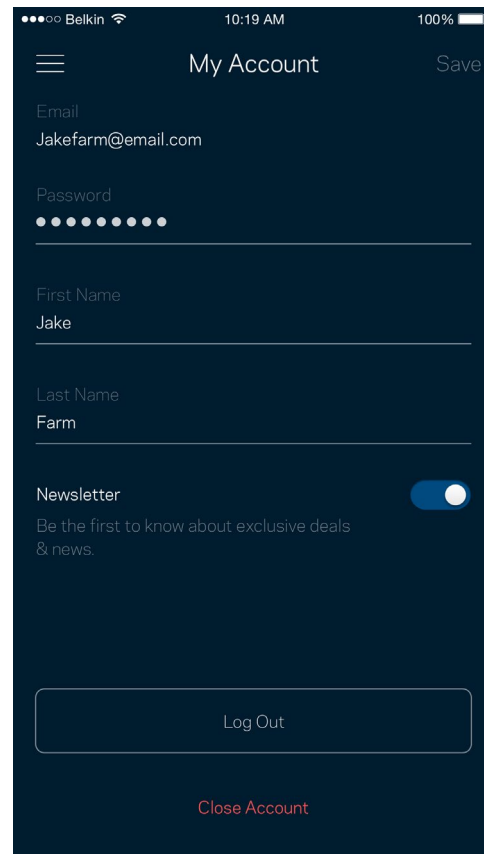 Belkin 10:19 AM 100%
My Account Save
Email
Jakefarm@email.com
Password
●●●●●●●●●
First Name
Jake
Last Name
Farm
Newsletter
Be the first to know about exclusive deals
& news.
Log Out
Close Account